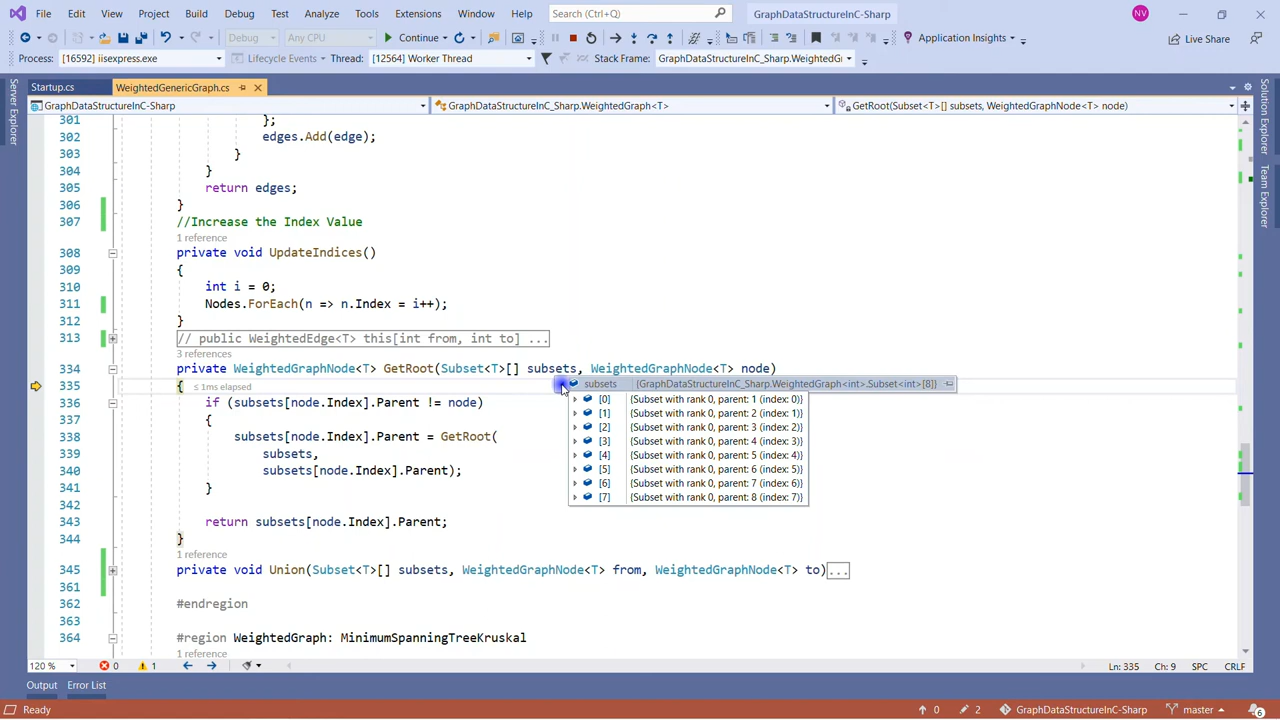 File Edit View Project Build Debug Test Analyze Tools Extensions Window Help Search (Ctrl+Q) GraphDataStructureInC-Sharp NV
Debug Any CPU Continue Application Insights Live Share
Process: [16592] iisexpress.exe Lifecycle Events Thread: [12564] Worker Thread Stack Frame: GraphDataStructureInC_Sharp.WeightedGr
Startup.cs WeightedGenericGraph.cs
GraphDataStructureInC-Sharp GraphDataStructureInC_Sharp.WeightedGraph<T> GetRoot(Subset<T>[] subsets, WeightedGraphNode<T> node)
Server Explorer
Solution Explorer
Team Explorer
301 };
302 edges.Add(edge);
303 }
304 }
305 return edges;
306 }
307 //Increase the Index Value
1 reference
308 private void UpdateIndices()
309 {
310 int i = 0;
311 Nodes.ForEach(n => n.Index = i++);
312 }
313 // public WeightedEdge<T> this[int from, int to] ...
3 references
334 private WeightedGraphNode<T> GetRoot(Subset<T>[] subsets, WeightedGraphNode<T> node)
335 { ≤ 1ms elapsed
subsets {GraphDataStructureInC_Sharp.WeightedGraph<int>.Subset<int>[8]}
[0] {Subset with rank 0, parent: 1 (index: 0)}
[1] {Subset with rank 0, parent: 2 (index: 1)}
[2] {Subset with rank 0, parent: 3 (index: 2)}
[3] {Subset with rank 0, parent: 4 (index: 3)}
[4] {Subset with rank 0, parent: 5 (index: 4)}
[5] {Subset with rank 0, parent: 6 (index: 5)}
[6] {Subset with rank 0, parent: 7 (index: 6)}
[7] {Subset with rank 0, parent: 8 (index: 7)}
336 if (subsets[node.Index].Parent != node)
337 {
338 subsets[node.Index].Parent = GetRoot(
339 subsets,
340 subsets[node.Index].Parent);
341 }
342
343 return subsets[node.Index].Parent;
344 }
1 reference
345 private void Union(Subset<T>[] subsets, WeightedGraphNode<T> from, WeightedGraphNode<T> to)...
361
362 #endregion
363
364 #region WeightedGraph: MinimumSpanningTreeKruskal
1 reference
120 % 0 1 Ln: 335 Ch: 9 SPC CRLF
Output Error List
Ready 0 2 GraphDataStructureInC-Sharp master 6